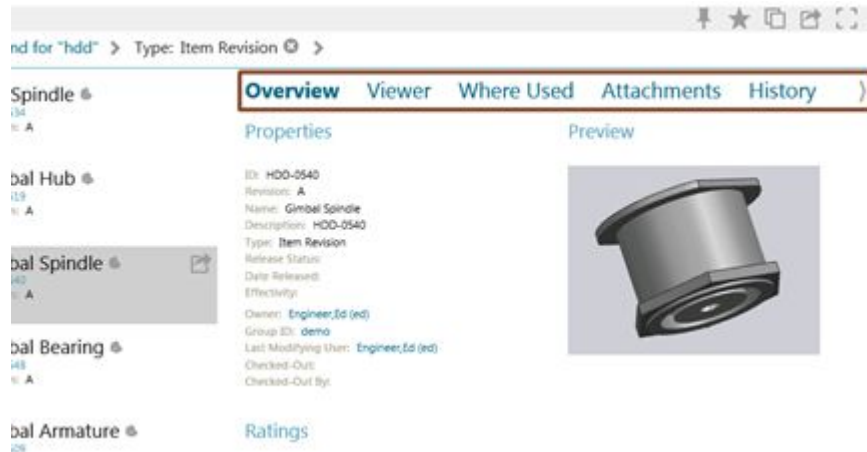 nd for "hdd" > Type: Item Revision >
Spindle
A
bal Hub
A
bal Spindle
A
bal Bearing
A
bal Armature
Overview Viewer Where Used Attachments History
Properties
ID: HDD-0540
Revision: A
Name: Gimbal Spindle
Description: HDD-0540
Type: Item Revision
Release Status:
Date Released:
Effectivity:
Owner: Engineer,Ed (ed)
Group ID: demo
Last Modifying User: Engineer,Ed (ed)
Checked-Out:
Checked-Out By:
Ratings
Preview